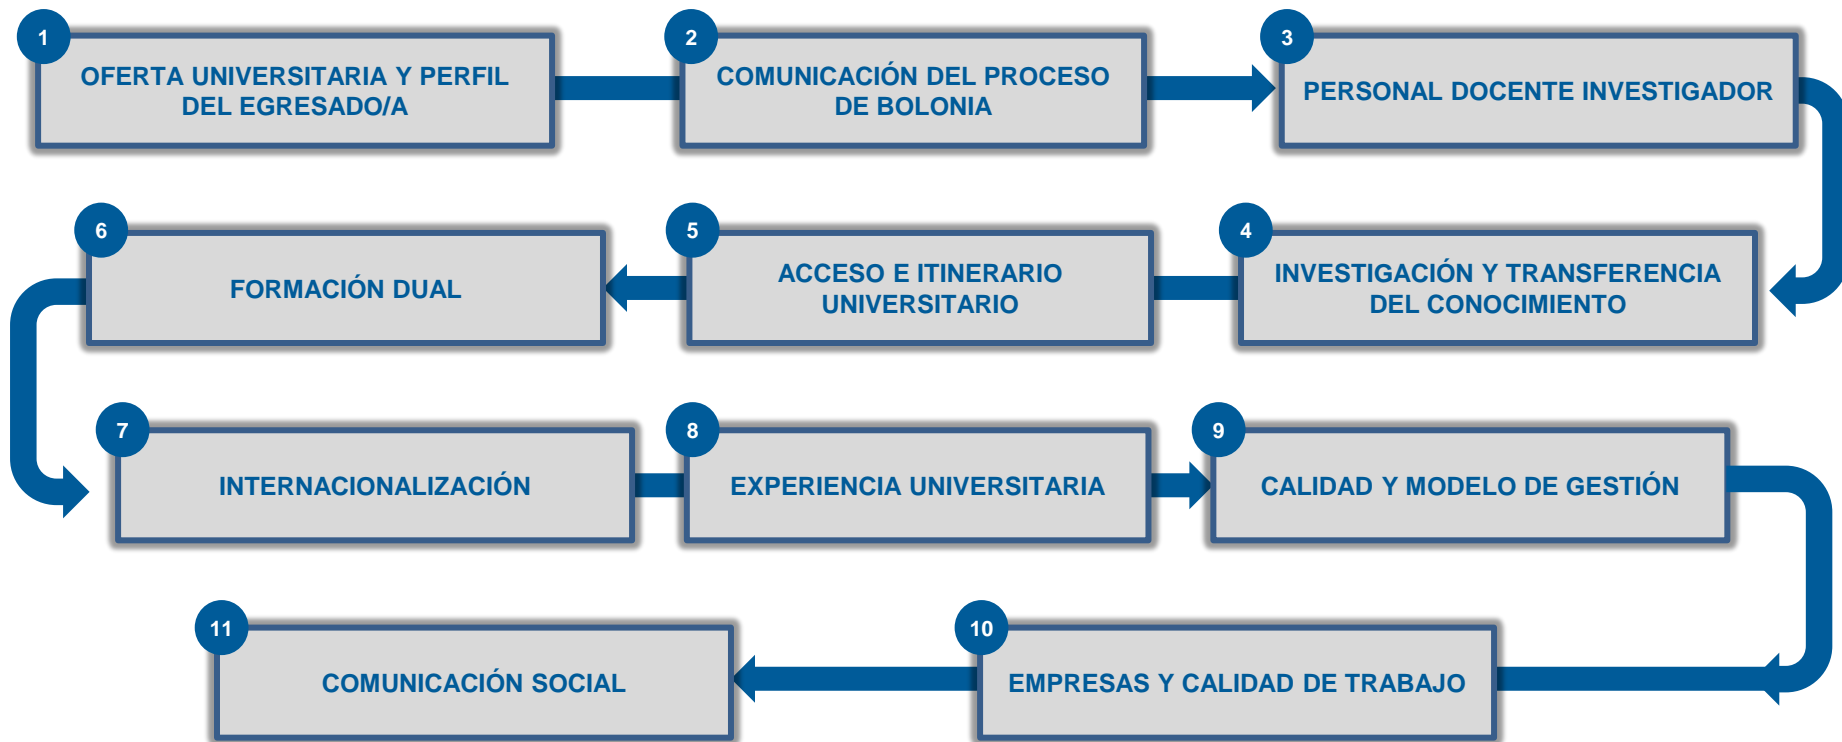 1
OFERTA UNIVERSITARIA Y PERFIL
DEL EGRESADO/A
2
COMUNICACIÓN DEL PROCESO
DE BOLONIA
3
PERSONAL DOCENTE INVESTIGADOR
4
INVESTIGACIÓN Y TRANSFERENCIA
DEL CONOCIMIENTO
5
ACCESO E ITINERARIO
UNIVERSITARIO
6
FORMACIÓN DUAL
7
INTERNACIONALIZACIÓN
8
EXPERIENCIA UNIVERSITARIA
9
CALIDAD Y MODELO DE GESTIÓN
10
EMPRESAS Y CALIDAD DE TRABAJO
11
COMUNICACIÓN SOCIAL